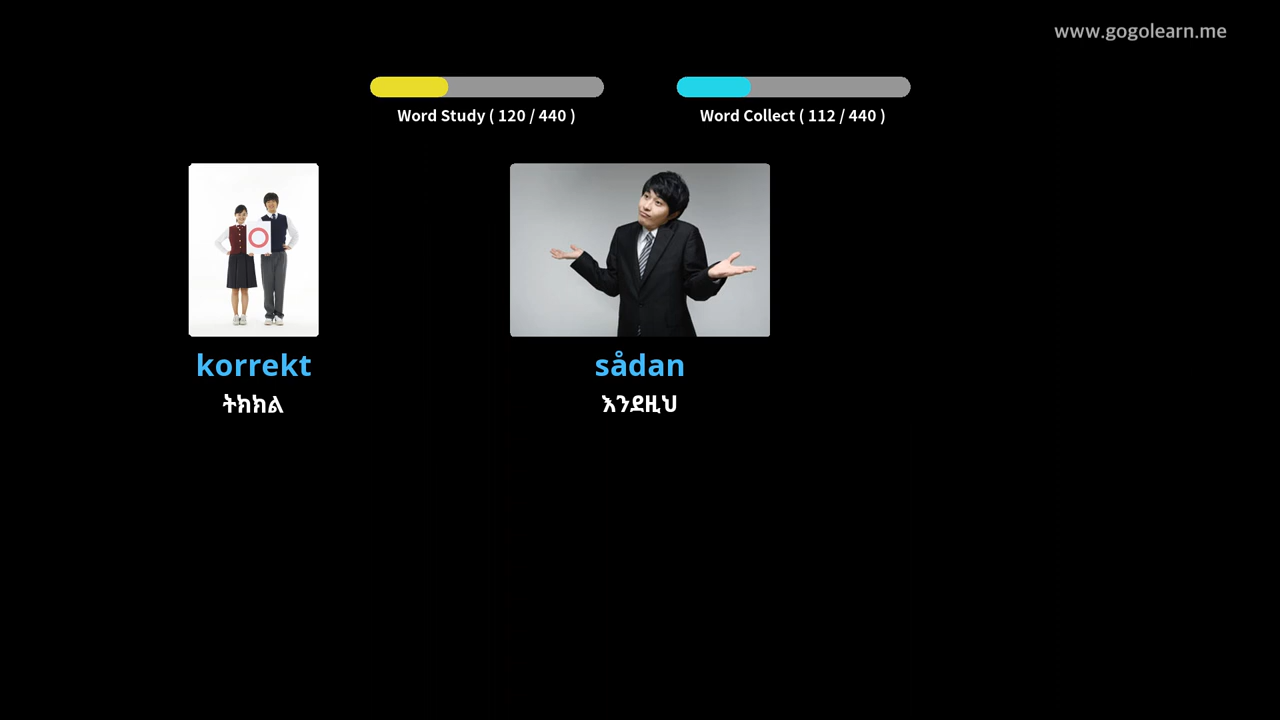 www.gogolearn.me
Word Study ( 120 / 440 )
Word Collect ( 112 / 440 )
korrekt
ትክክል
sådan
እንደዚህ